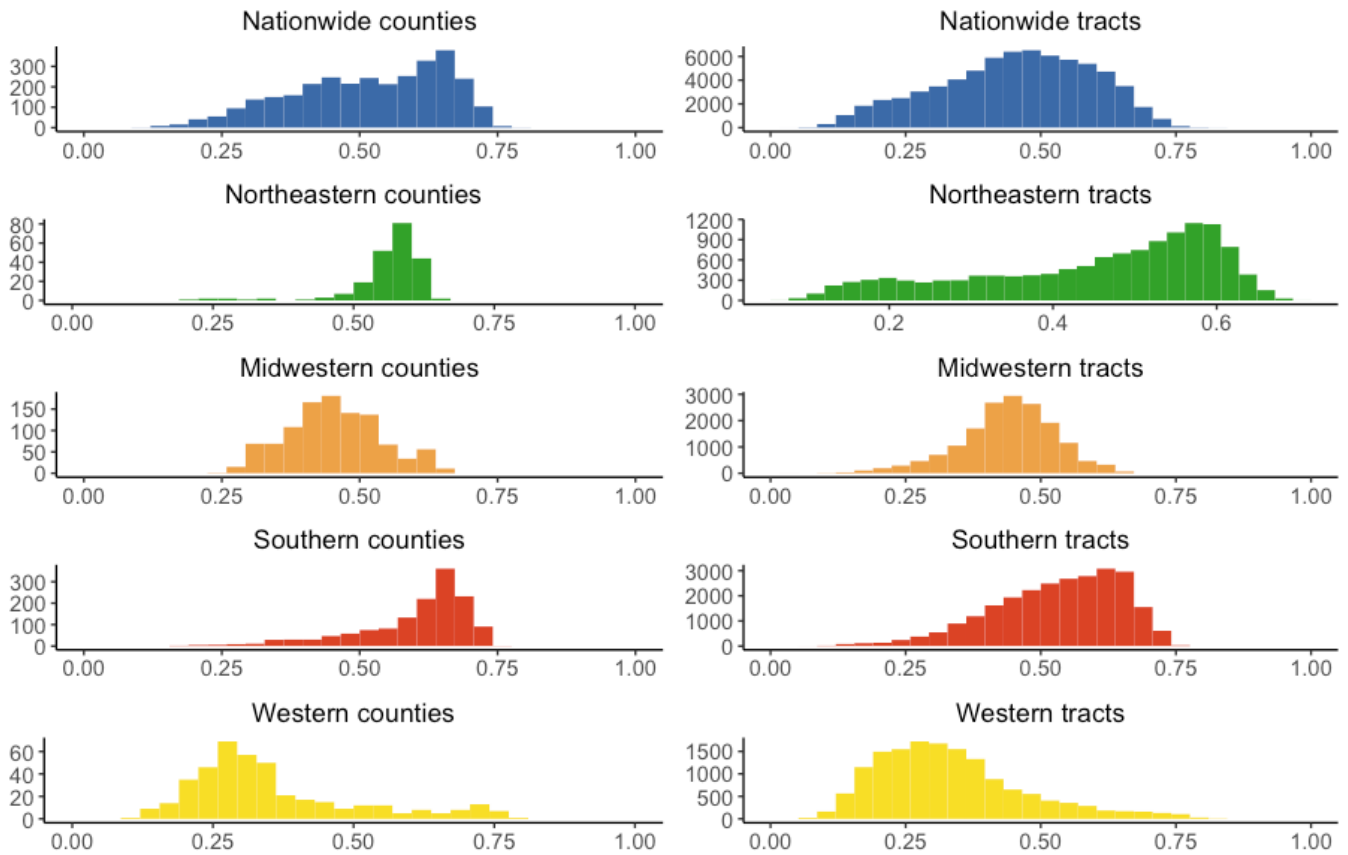 Nationwide counties
300
200
100
0
0.00 0.25 0.50 0.75 1.00
Nationwide tracts
6000
4000
2000
0
0.00 0.25 0.50 0.75 1.00
Northeastern counties
80
60
40
20
0
0.00 0.25 0.50 0.75 1.00
Northeastern tracts
1200
900
600
300
0
0.2 0.4 0.6
Midwestern counties
150
100
50
0
0.00 0.25 0.50 0.75 1.00
Midwestern tracts
3000
2000
1000
0
0.00 0.25 0.50 0.75 1.00
Southern counties
300
200
100
0
0.00 0.25 0.50 0.75 1.00
Southern tracts
3000
2000
1000
0
0.00 0.25 0.50 0.75 1.00
Western counties
60
40
20
0
0.00 0.25 0.50 0.75 1.00
Western tracts
1500
1000
500
0
0.00 0.25 0.50 0.75 1.00